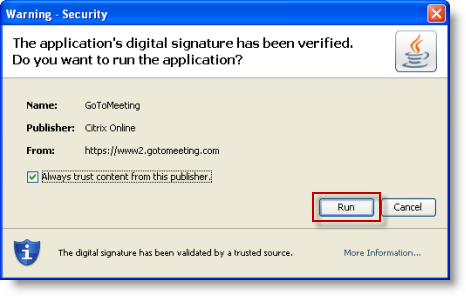 Warning - Security
The application's digital signature has been verified.
Do you want to run the application?
Name: GoToMeeting
Publisher: Citrix Online
From: https://www2.gotomeeting.com
Always trust content from this publisher.
Run Cancel
The digital signature has been validated by a trusted source. More Information...